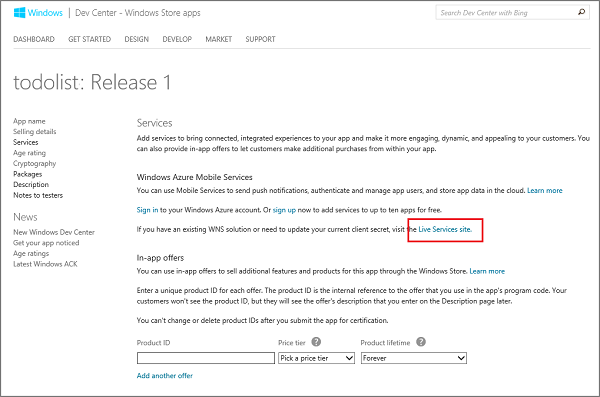 Windows | Dev Center - Windows Store apps
Search Dev Center with Bing
DASHBOARD GET STARTED DESIGN DEVELOP MARKET SUPPORT
todolist: Release 1
App name
Selling details
Services
Age rating
Cryptography
Packages
Description
Notes to testers
News
New Windows Dev Center
Get your app noticed
Age ratings
Latest Windows ACK
Services
Add services to bring connected, integrated experiences to your app and make it more engaging, dynamic, and appealing to your customers. You
can also provide in-app offers to let customers make additional purchases from within your app.
Windows Azure Mobile Services
You can use Mobile Services to send push notifications, authenticate and manage app users, and store app data in the cloud. Learn more
Sign in to your Windows Azure account. Or sign up now to add services to up to ten apps for free.
If you have an existing WNS solution or need to update your current client secret, visit the Live Services site.
In-app offers
You can use in-app offers to sell additional features and products for this app through the Windows Store. Learn more
Enter a unique product ID for each offer. The product ID is the internal reference to the offer that you use in the app's program code. Your
customers won't see the product ID, but they will see the offer's description that you enter on the Description page later.
You can't change or delete product IDs after you submit the app for certification.
Product ID Price tier ? Product lifetime ?
Pick a price tier Forever
Add another offer